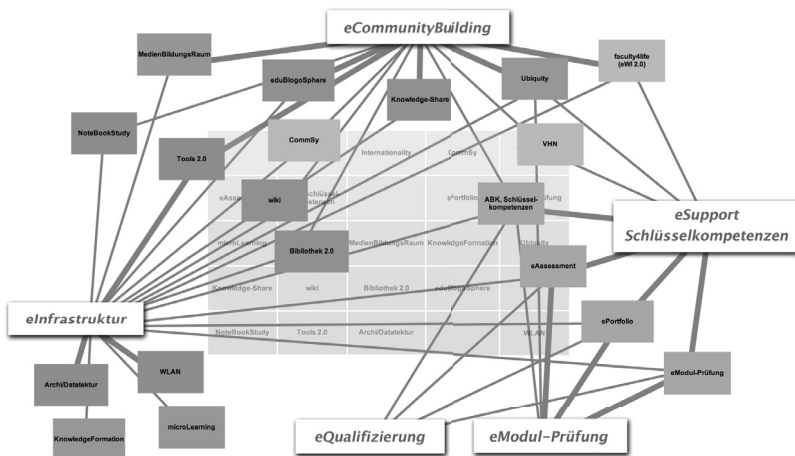 eCommunityBuilding
MedienBildungsRaum
eduBlogoSphere
Knowledge-Share
Ubiquity
faculty4life
(eWI 2.0)
NoteBookStudy
Tools 2.0
CommSy
VHN
Internationality
CommSy
wiki
ABK, Schlüssel-
kompetenzen
ePortfolio
eSupport
Schlüsselkompetenzen
microLearning
Bibliothek 2.0
MedienBildungsRaum
KnowledgeFormation
Ubiquity
eAssessment
Knowledge-Share
wiki
Bibliothek 2.0
eduBlogoSphere
eInfrastruktur
NoteBookStudy
Tools 2.0
Archi/Datatektur
WLAN
ePortfolio
Archi/Datatektur
WLAN
eModul-Prüfung
KnowledgeFormation
microLearning
eQualifizierung
eModul-Prüfung